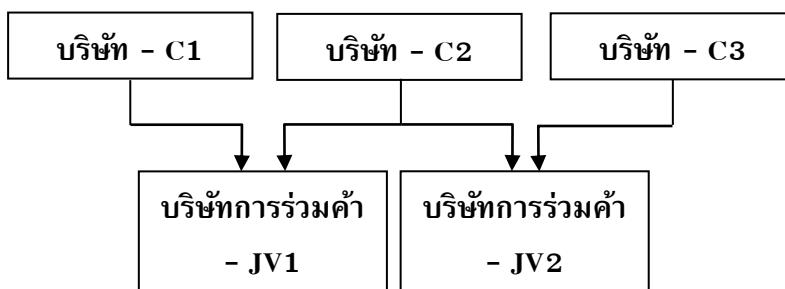 บริษัท - C1
บริษัท - C2
บริษัท - C3
บริษัทการร่วมค้า
- JV1
บริษัทการร่วมค้า
- JV2